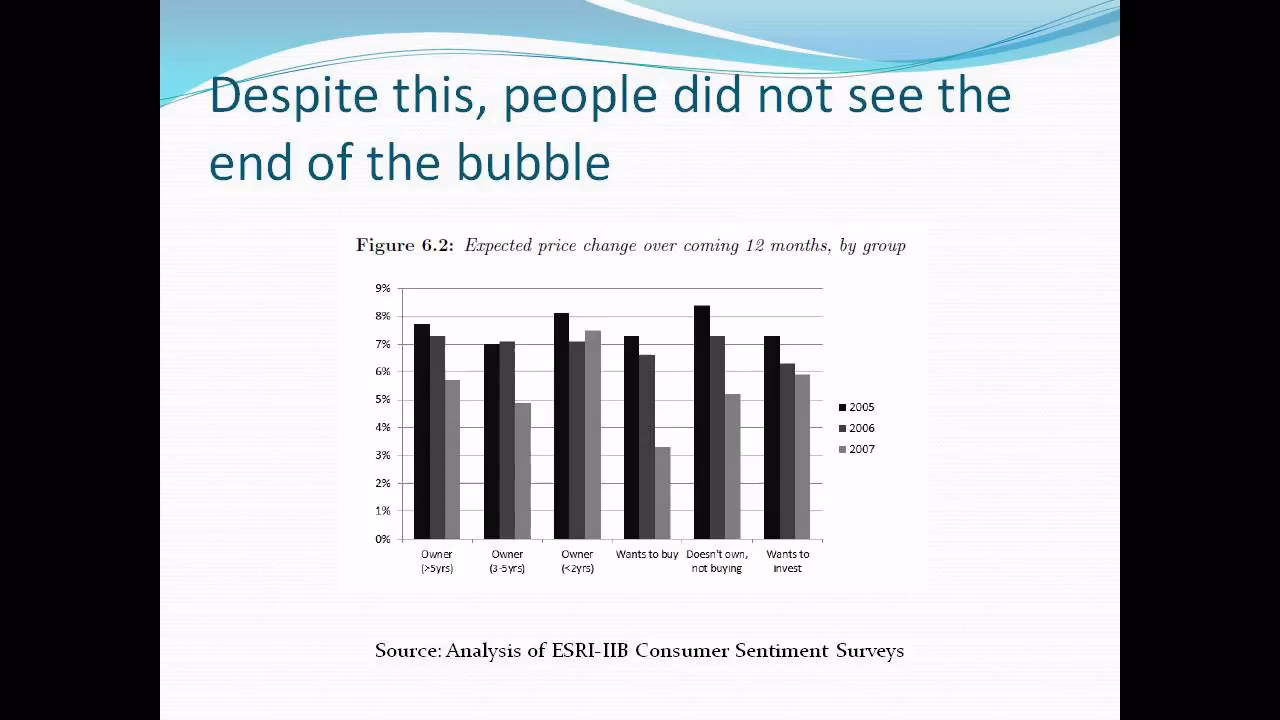 Despite this, people did not see the
end of the bubble
Figure 6.2: Expected price change over coming 12 months, by group
9%
8%
7%
6%
5%
4%
3%
2%
1%
0%
Owner
(>5yrs)
Owner
(3-5yrs)
Owner
(<2yrs)
Wants to buy
Doesn't own,
not buying
Wants to
invest
2005
2006
2007
Source: Analysis of ESRI-IIB Consumer Sentiment Surveys